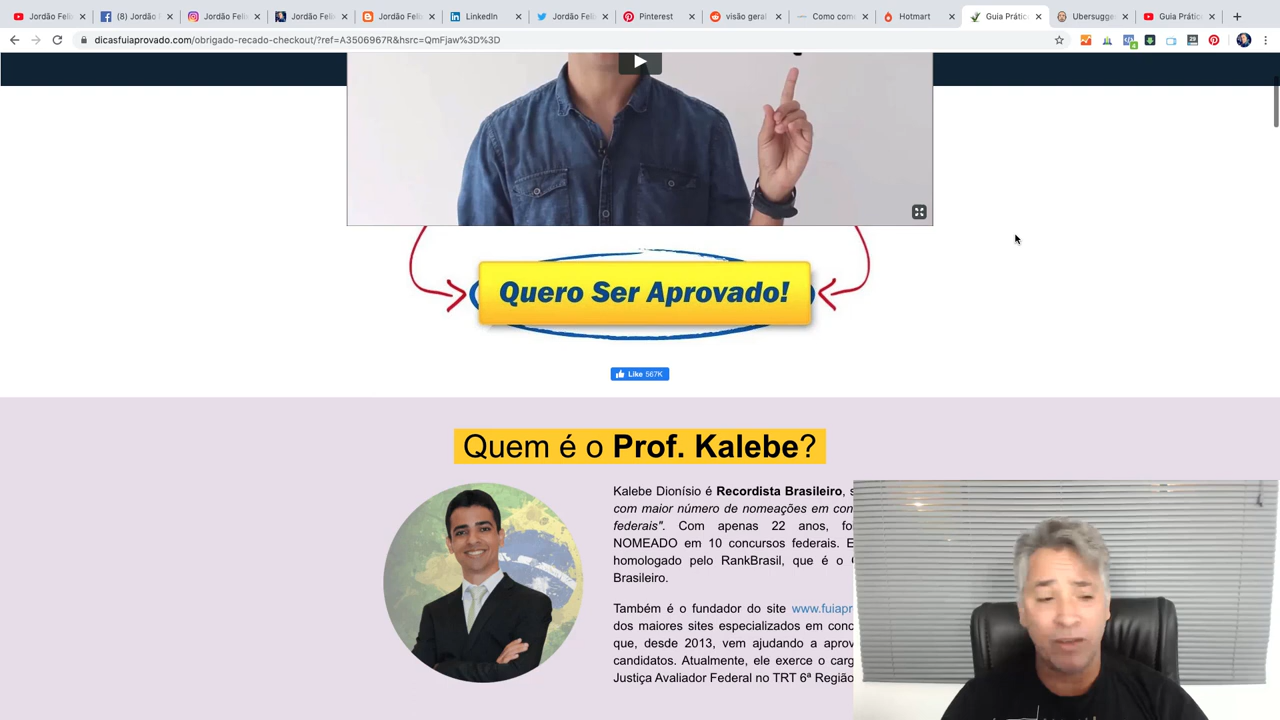 Jordão Feli
(8) Jordão
Jordão Feli
Jordão Feli
Jordão Feli
LinkedIn
Jordão Feli
Pinterest
visão geral
Como come
Hotmart
Guia Prátic
Ubersugges
Guia Prátic
dicasfuiaprovado.com/obrigado-recado-checkout/?ref=A3506967R&hsrc=QmFjaw%3D%3D
Quero Ser Aprovado!
Like 567K
Quem é o Prof. Kalebe?
Kalebe Dionísio é Recordista Brasileiro, s
com maior número de nomeações em con
federais". Com apenas 22 anos, fo
NOMEADO em 10 concursos federais. E
homologado pelo RankBrasil, que é o
Brasileiro.
Também é o fundador do site www.fuiapr
dos maiores sites especializados em conc
que, desde 2013, vem ajudando a aprov
candidatos. Atualmente, ele exerce o carg
Justiça Avaliador Federal no TRT 6ª Região